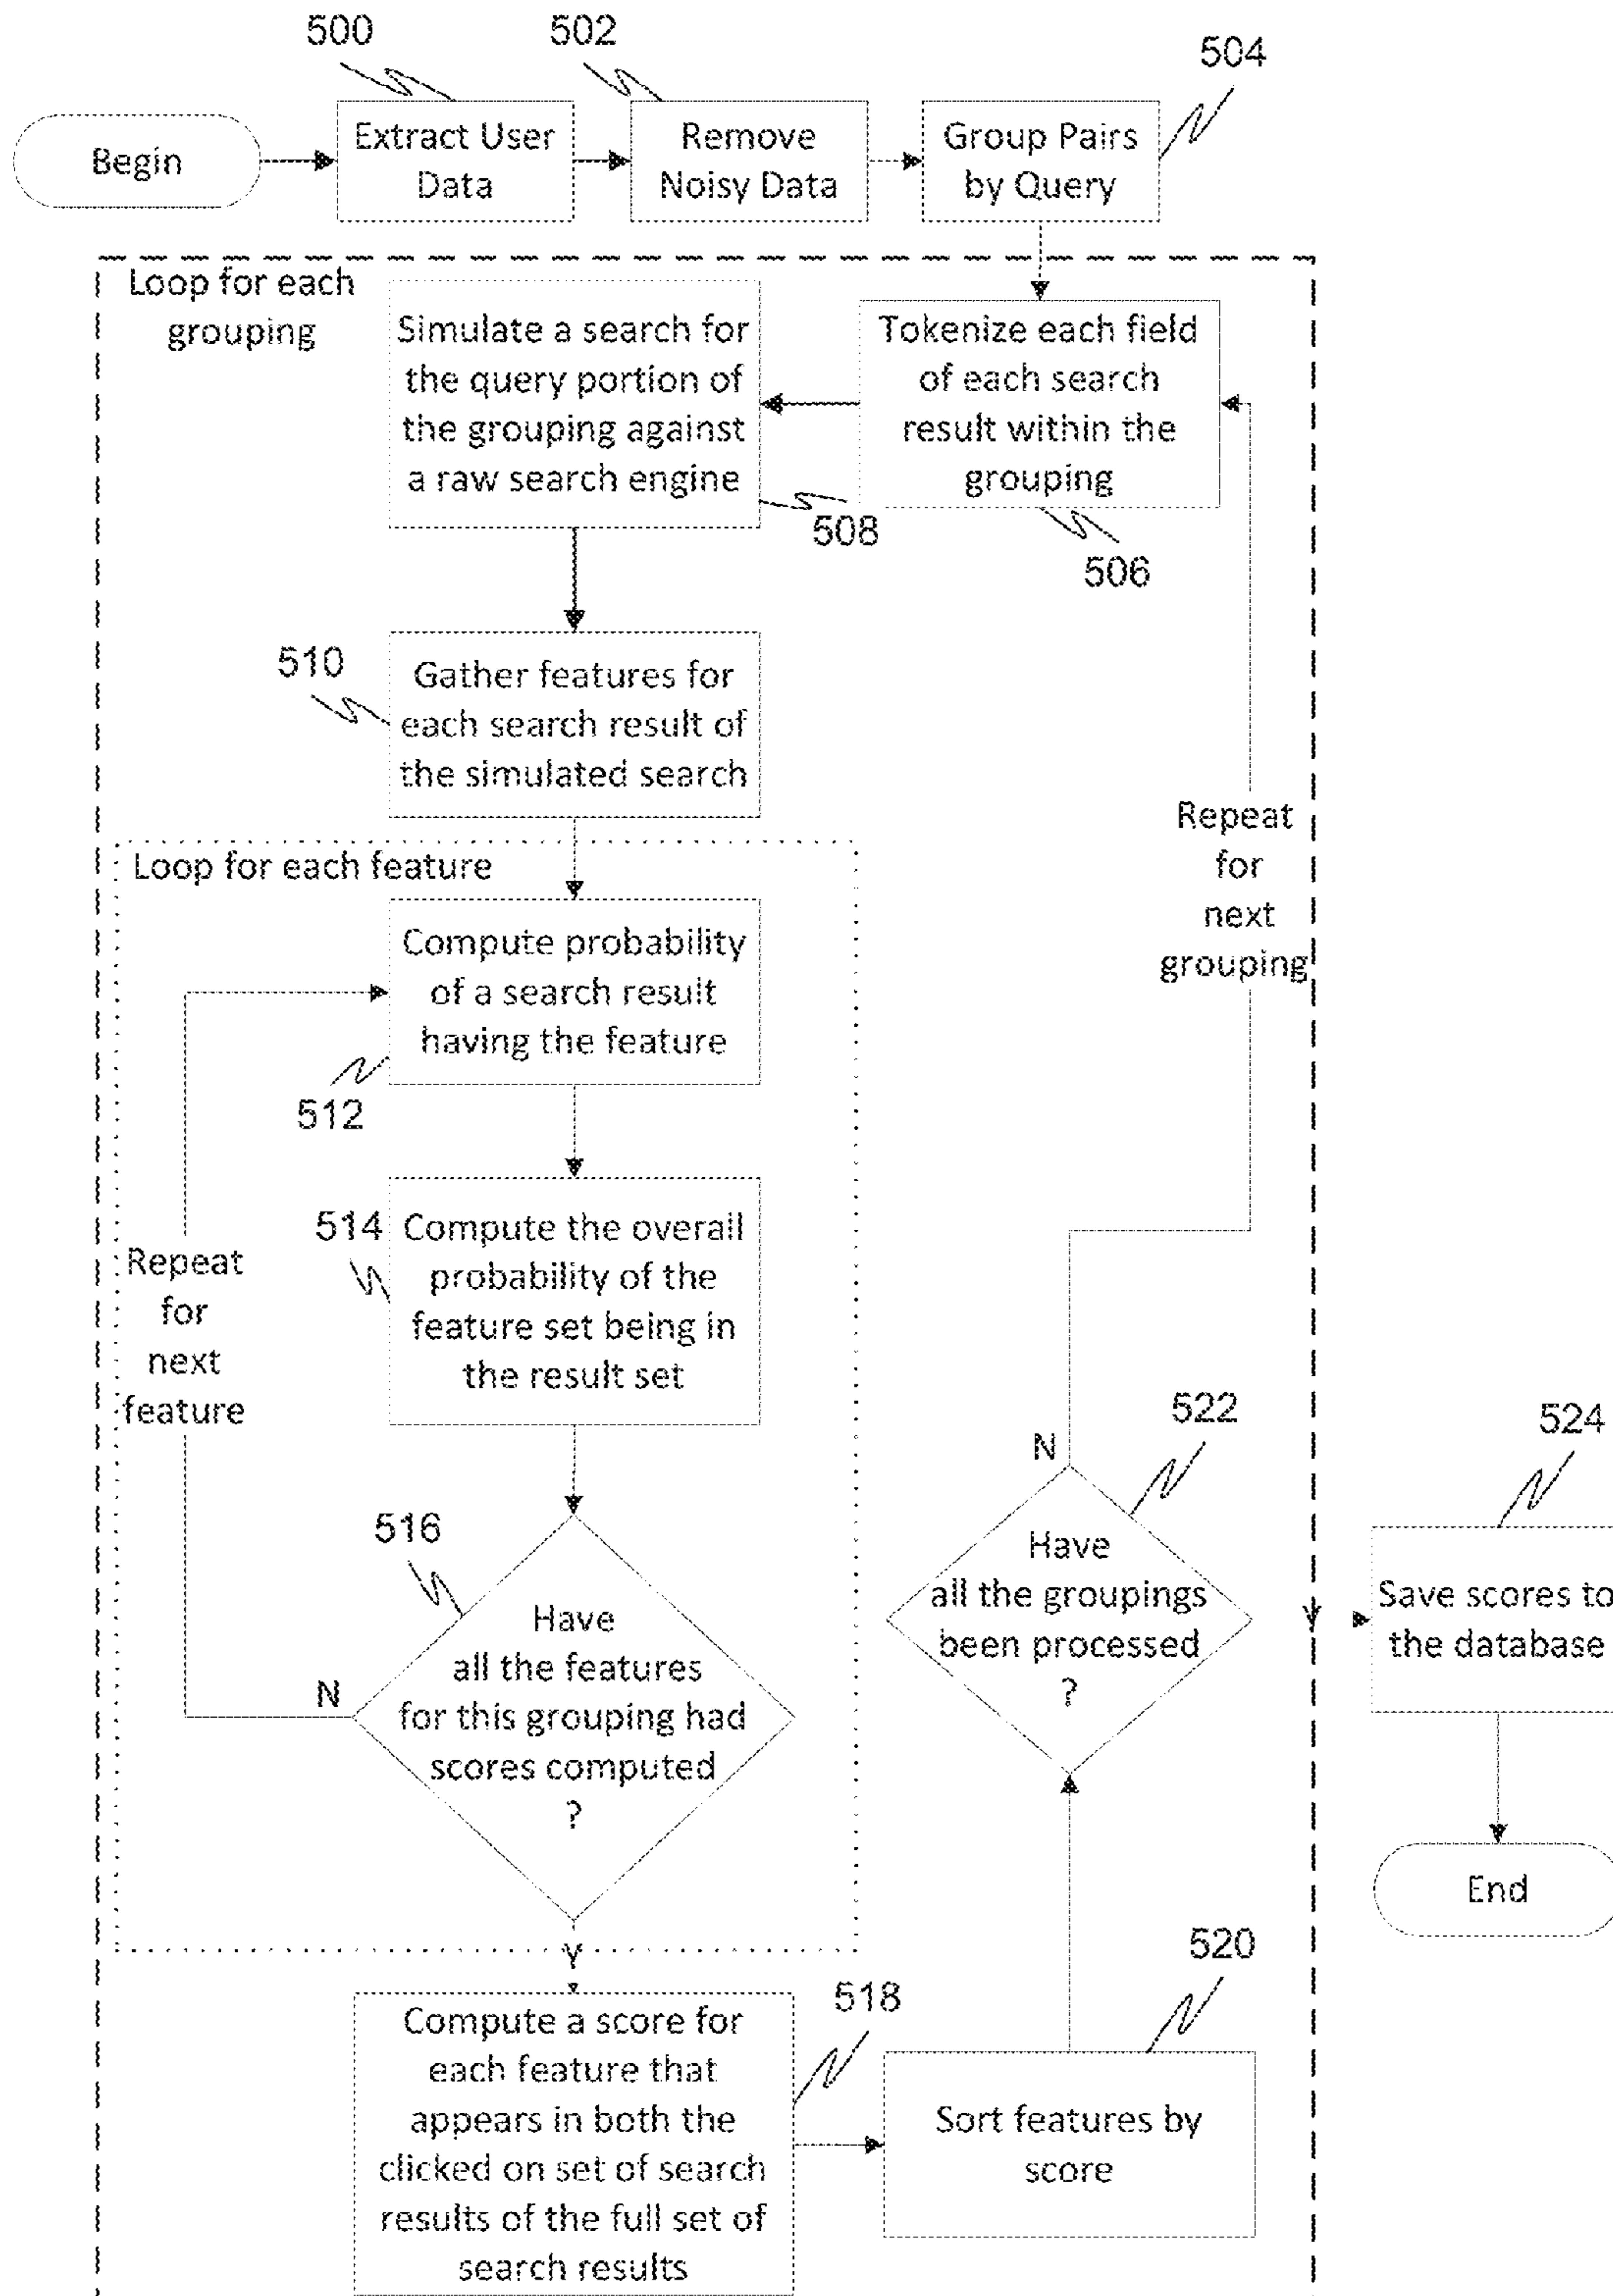 500
502
504
Begin
Extract User
Data
Remove
Noisy Data
Group Pairs
by Query
Loop for each
grouping
Simulate a search for
the query portion of
the grouping against
a raw search engine
508
Tokenize each field
of each search
result within the
grouping
506
510
Gather features for
each search result of
the simulated search
Repeat
for
next
grouping
Loop for each feature
Compute probability
of a search result
having the feature
512
514
Compute the overall
probability of the
feature set being in
the result set
Repeat
for
next
feature
516
Have
all the features
for this grouping had
scores computed
?
N
Y
522
N
Have
all the groupings
been processed
?
Y
524
Save scores to
the database
End
518
Compute a score for
each feature that
appears in both the
clicked on set of search
results of the full set of
search results
520
Sort features by
score